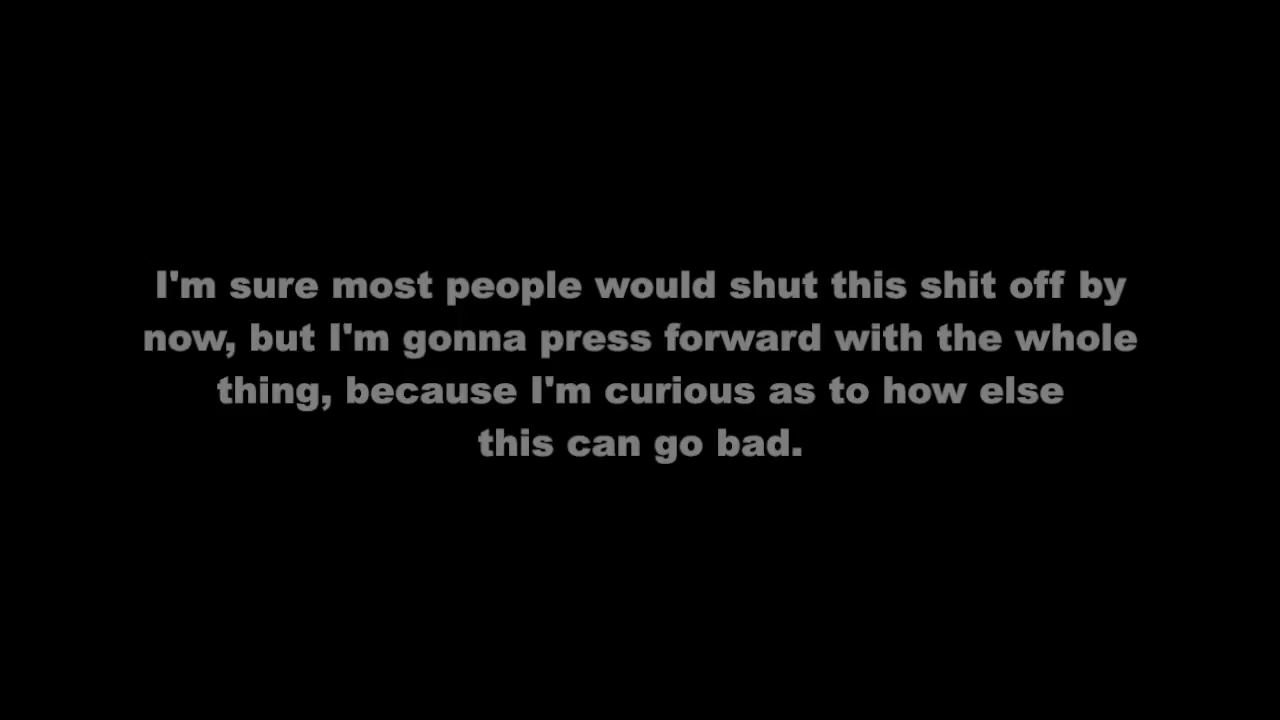 I'm sure most people would shut this shit off by
now, but I'm gonna press forward with the whole
thing, because I'm curious as to how else
this can go bad.